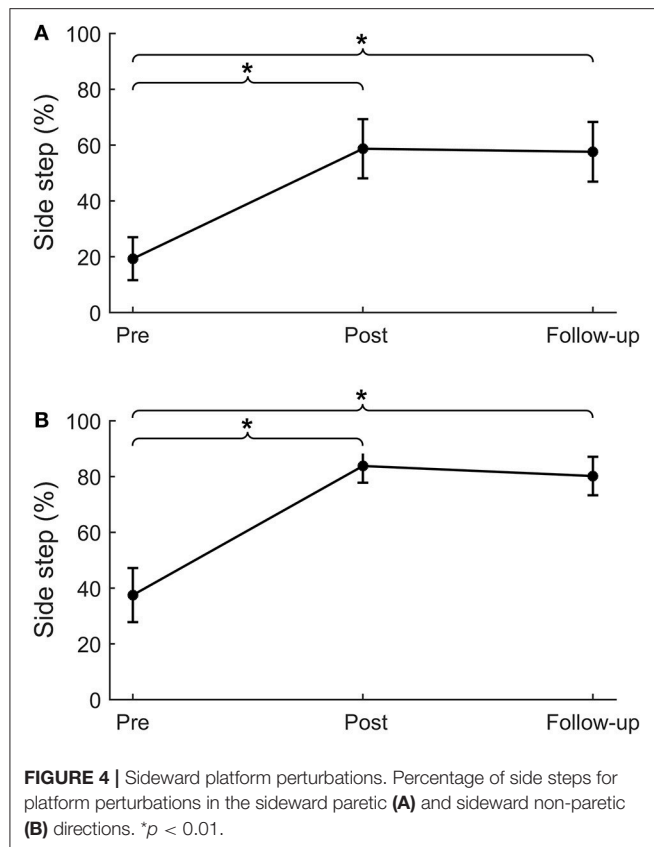 A
100
*
80
*
60
40
20
0
Side step (%)
Pre Post Follow-up
B
100
*
80
*
60
40
20
0
Side step (%)
Pre Post Follow-up
FIGURE 4 | Sideward platform perturbations. Percentage of side steps for
platform perturbations in the sideward paretic (A) and sideward non-paretic
(B) directions. *p < 0.01.